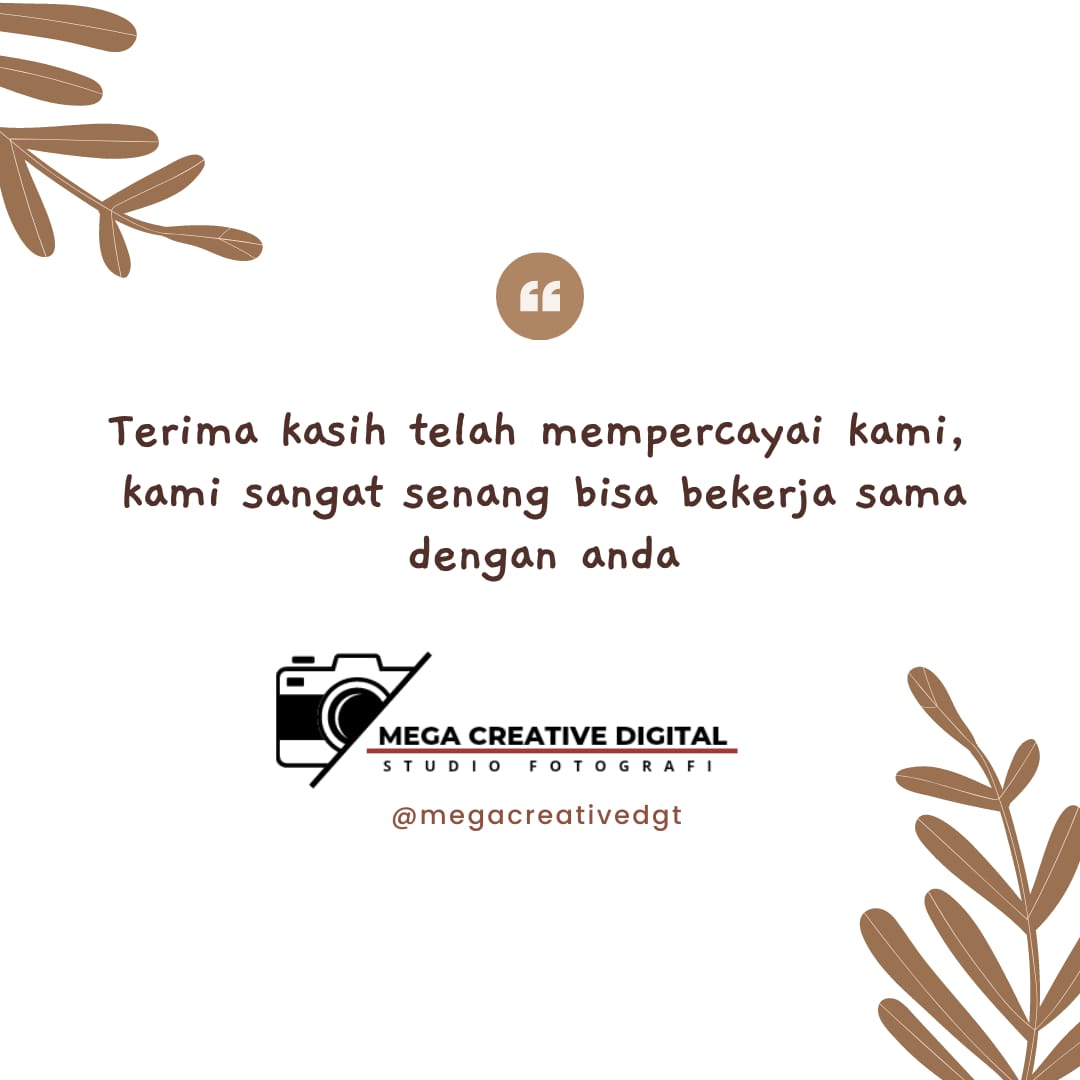 Terima kasih telah mempercayai kami,
kami sangat senang bisa bekerja sama
dengan anda
MEGA CREATIVE DIGITAL
STUDIO FOTOGRAFI
@megacreativedgt